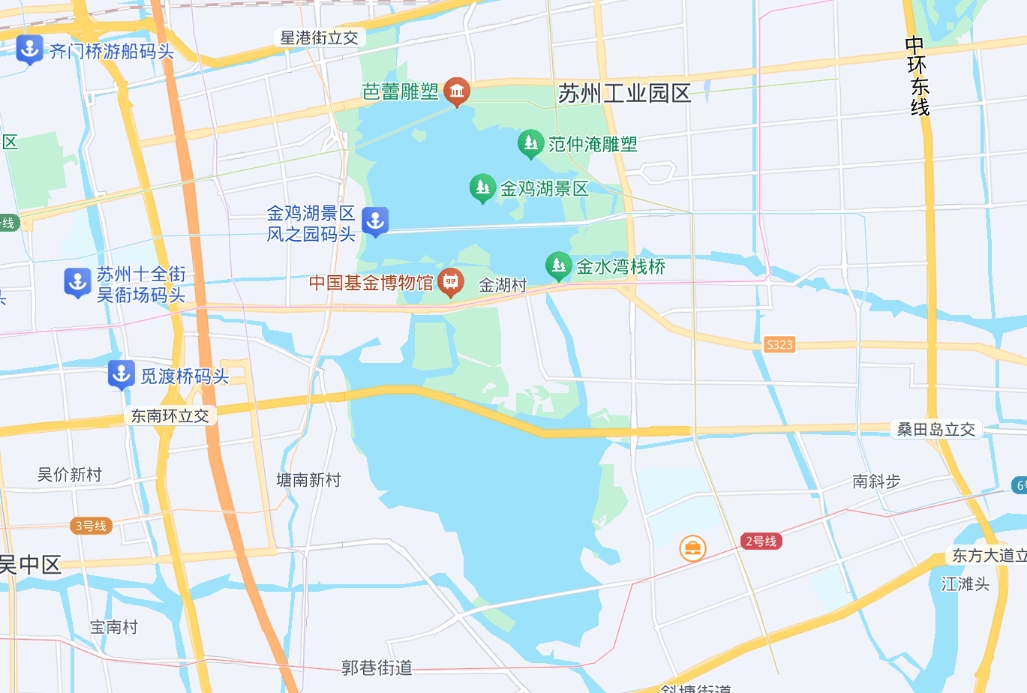 星港街立交
齐门桥游船码头
中环东线
芭蕾雕塑
苏州工业园区
范仲淹雕塑
区
金鸡湖景区
金鸡湖景区
风之园码头
线
金水湾栈桥
苏州十全街
吴衙场码头
中国基金博物馆
金湖村
S323
觅渡桥码头
东南环立交
桑田岛立交
吴价新村
塘南新村
南斜步
6
3号线
2号线
吴中区
东方大道立
江滩头
宝南村
郭巷街道
斜塘街道